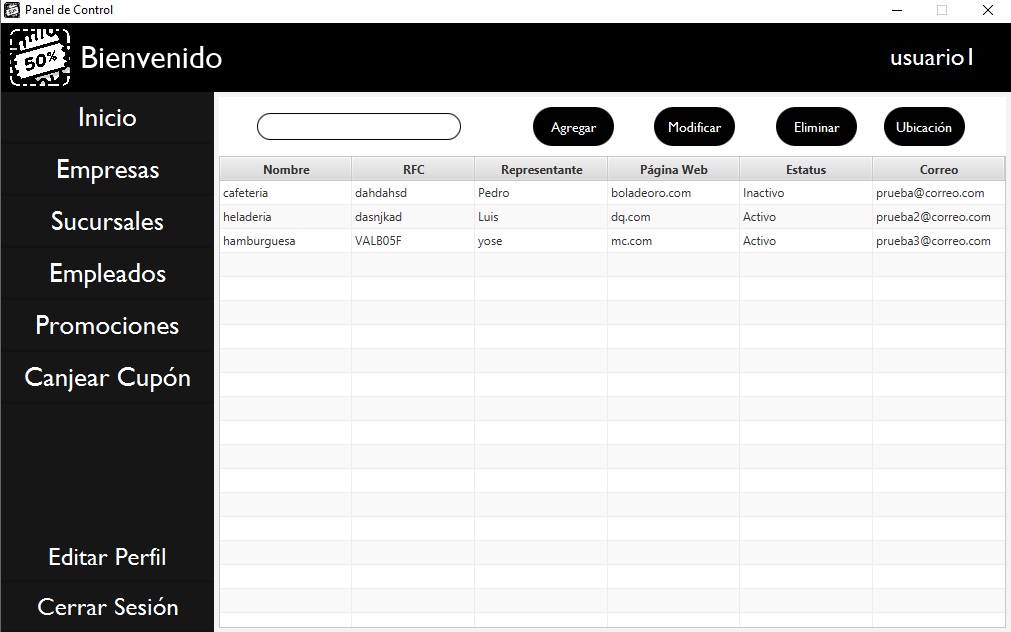 Panel de Control
50%
Bienvenido
usuario1
Inicio
Empresas
Sucursales
Empleados
Promociones
Canjear Cupón
Editar Perfil
Cerrar Sesión
Agregar Modificar Eliminar Ubicación
Nombre RFC Representante Página Web Estatus Correo
cafeteria dahdahsd Pedro boladeoro.com Inactivo prueba@correo.com
heladeria dasnjkad Luis dq.com Activo prueba2@correo.com
hamburguesa VALB05F yose mc.com Activo prueba3@correo.com